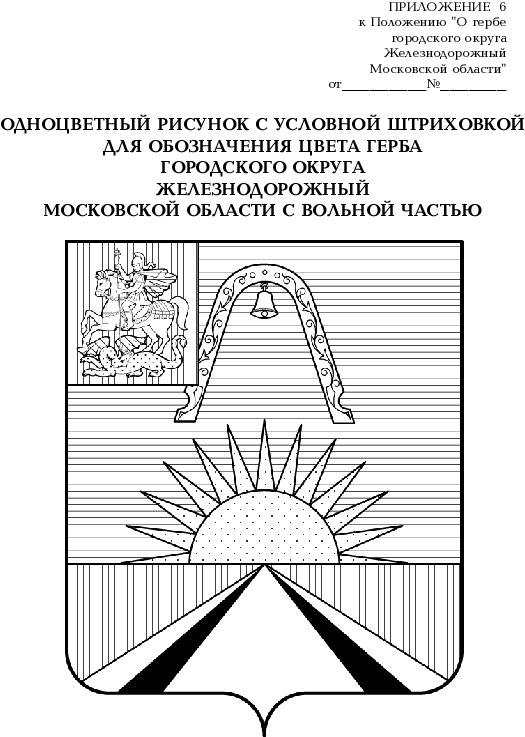 ПРИЛОЖЕНИЕ 6
к Положению "О гербе
городского округа
Железнодорожный
Московской области"
от____________№_________
ОДНОЦВЕТНЫЙ РИСУНОК С УСЛОВНОЙ ШТРИХОВКОЙ
ДЛЯ ОБОЗНАЧЕНИЯ ЦВЕТА ГЕРБА
ГОРОДСКОГО ОКРУГА
ЖЕЛЕЗНОДОРОЖНЫЙ
МОСКОВСКОЙ ОБЛАСТИ С ВОЛЬНОЙ ЧАСТЬЮ